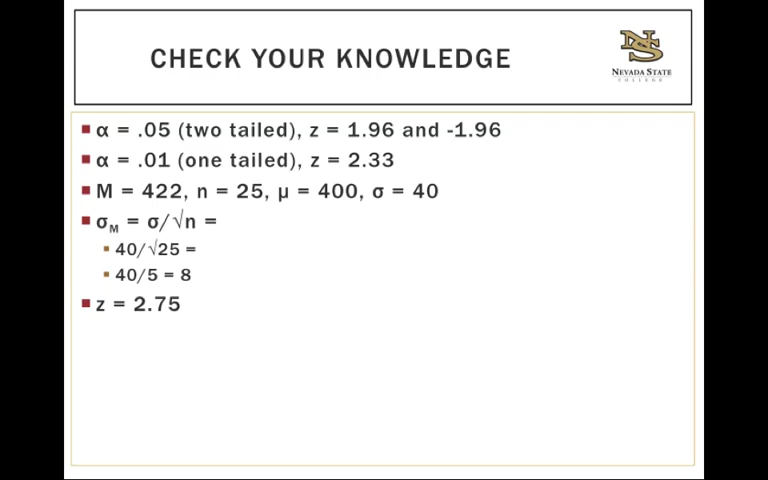 CHECK YOUR KNOWLEDGE
NS
NEVADA STATE
COLLEGE
α = .05 (two tailed), z = 1.96 and -1.96
α = .01 (one tailed), z = 2.33
M = 422, n = 25, μ = 400, σ = 40
σM = σ/√n =
40/√25 =
40/5 = 8
z = 2.75